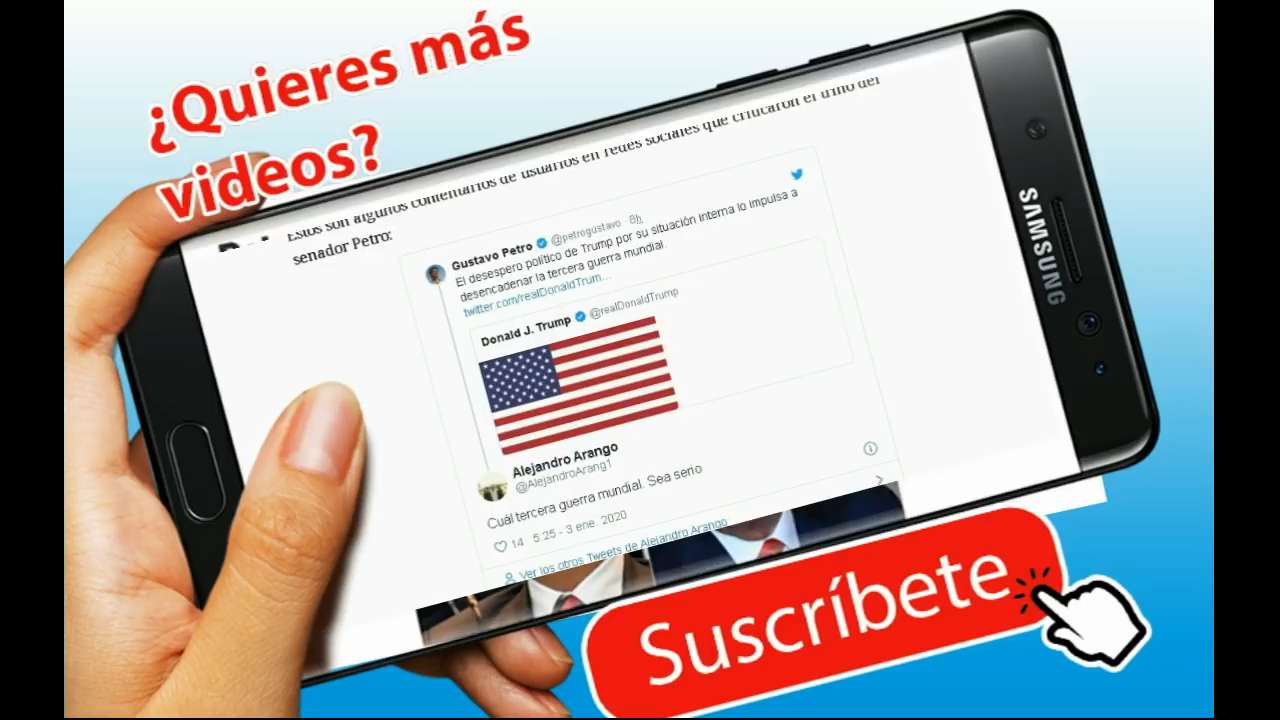 ¿Quieres más
videos?
Estos son algunos comentarios de usuarios en redes sociales que criticaron el trino del
senador Petro:
Gustavo Petro @petrogustavo · 8h
El desespero político de Trump por su situación interna lo impulsa a
desencadenar la tercera guerra mundial.
twitter.com/realDonaldTrum...
Donald J. Trump @realDonaldTrump
Alejandro Arango
@AlejandroArang1
Cuál tercera guerra mundial. Sea serio
14 5:25 - 3 ene. 2020
Ver los otros Tweets de Alejandro Arango
SAMSUNG
Suscríbete